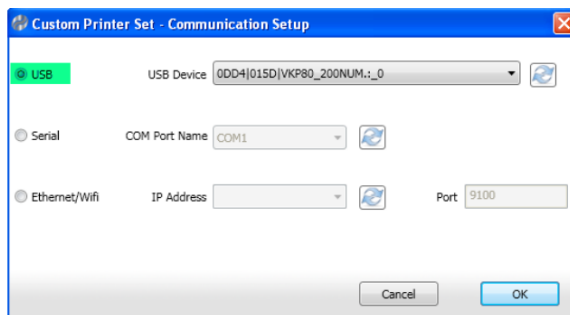 Custom Printer Set - Communication Setup
USB USB Device 0DD4|015D|VKP80_200NUM.:_0
Serial COM Port Name COM1
Ethernet/Wifi IP Address Port 9100
Cancel OK